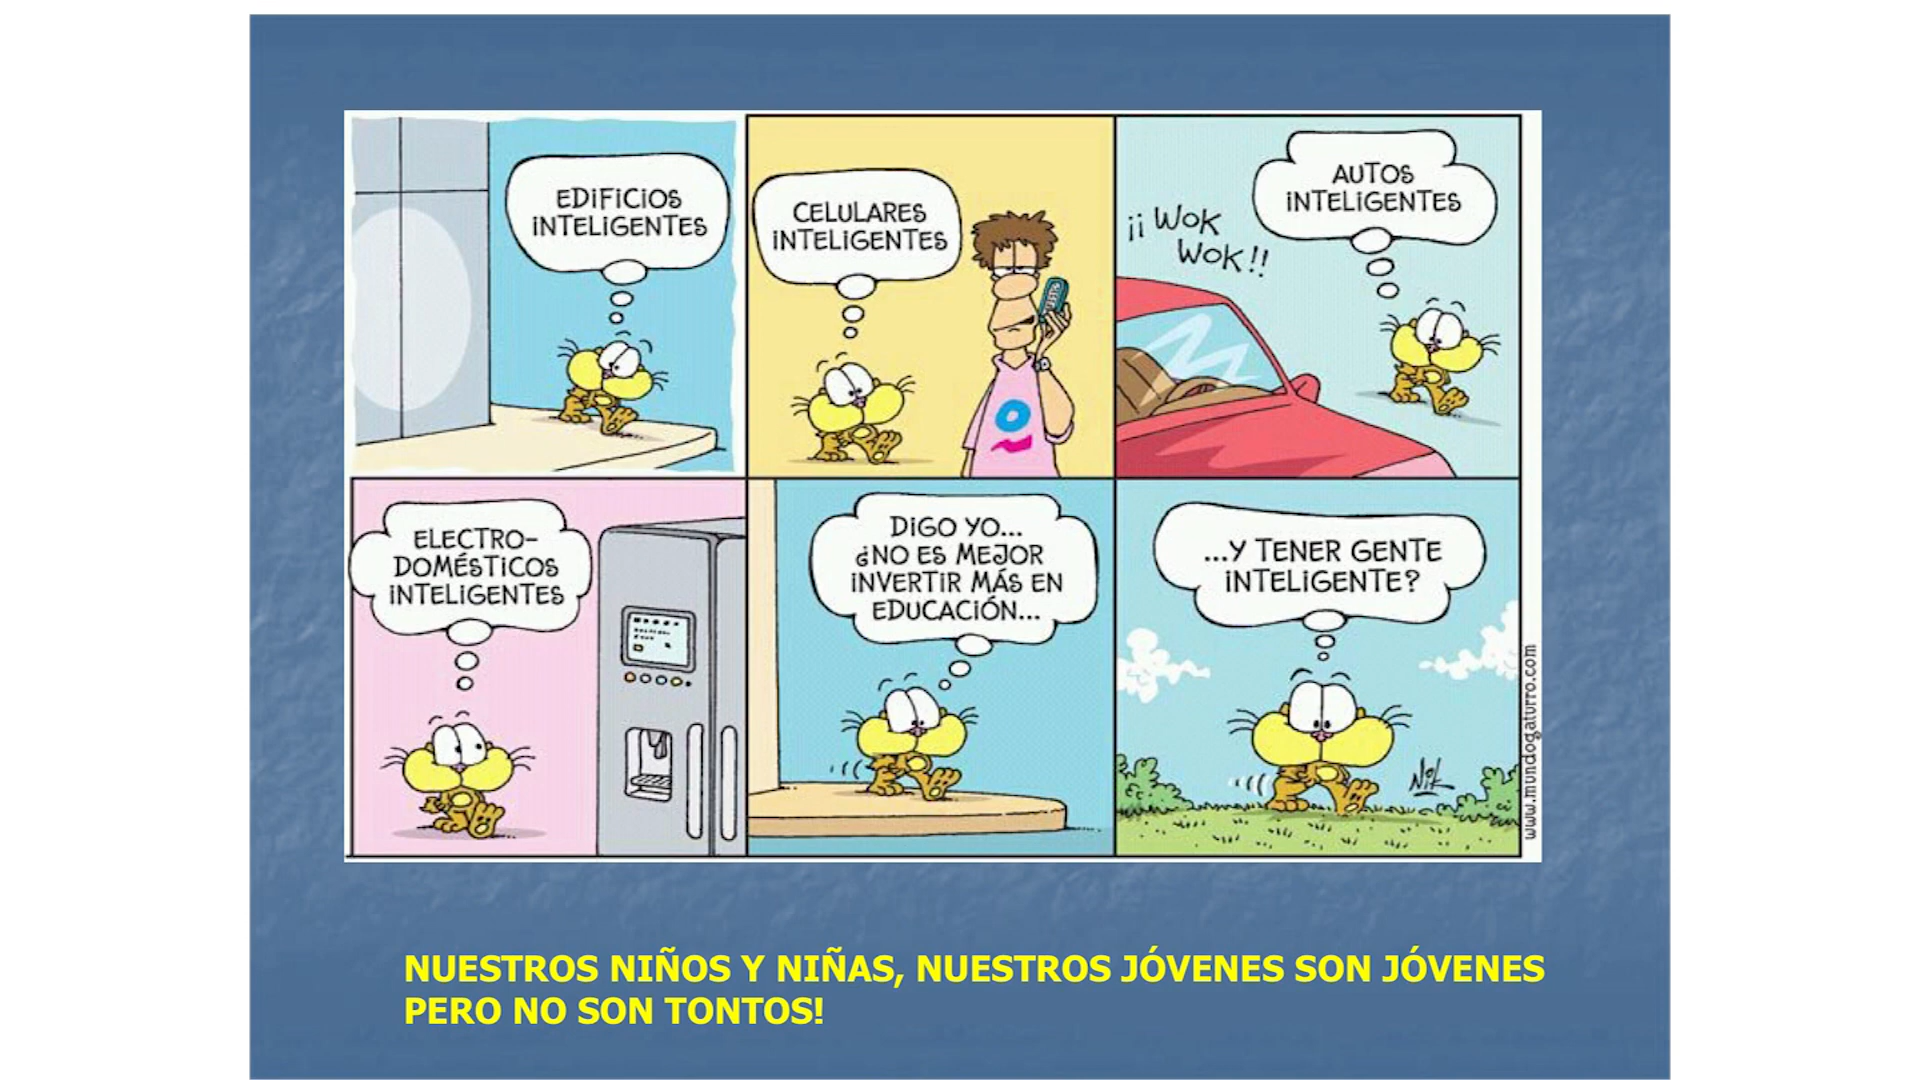 EDIFICIOS
INTELIGENTES
CELULARES
INTELIGENTES
¡¡WOK
WOK!!
AUTOS
INTELIGENTES
ELECTRO-
DOMÉSTICOS
INTELIGENTES
DIGO YO...
¿NO ES MEJOR
INVERTIR MÁS EN
EDUCACIÓN...
...Y TENER GENTE
INTELIGENTE?
Nik
www.mundogaturro.com
NUESTROS NIÑOS Y NIÑAS, NUESTROS JÓVENES SON JÓVENES
PERO NO SON TONTOS!